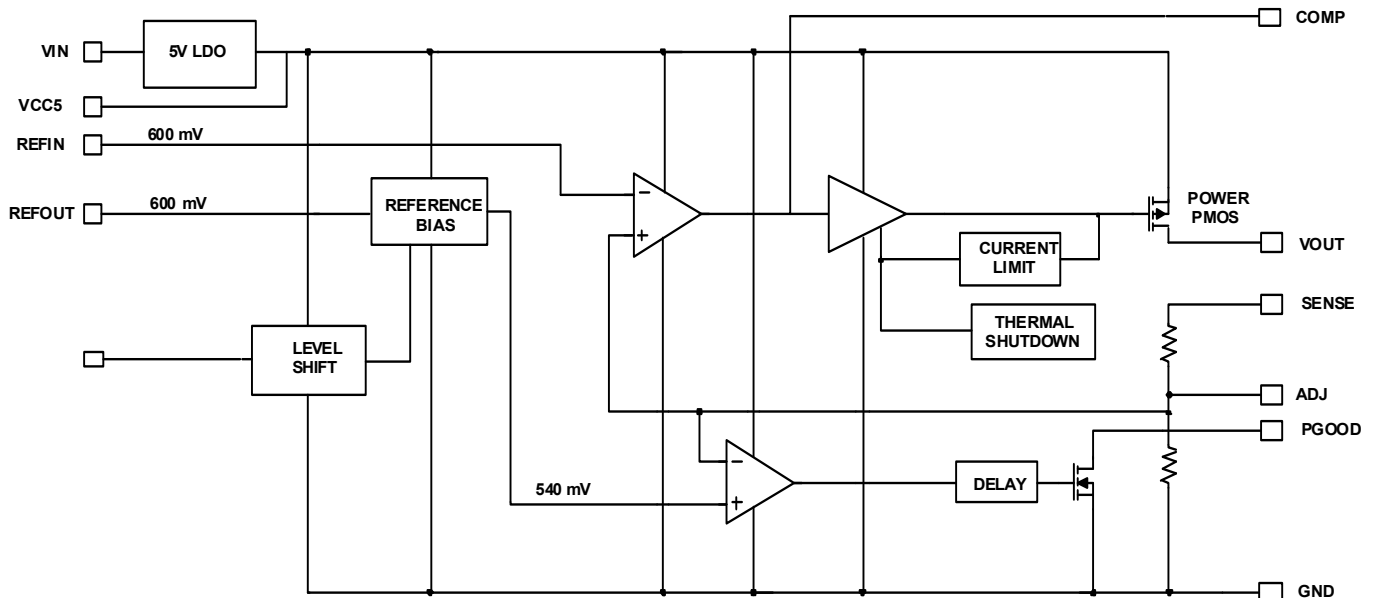 COMP
VIN
5V LDO
VCC5
REFIN
600 mV
REFOUT
600 mV
REFERENCE
BIAS
−
+
POWER
PMOS
VOUT
CURRENT
LIMIT
SENSE
THERMAL
SHUTDOWN
LEVEL
SHIFT
ADJ
PGOOD
−
+
540 mV
DELAY
GND